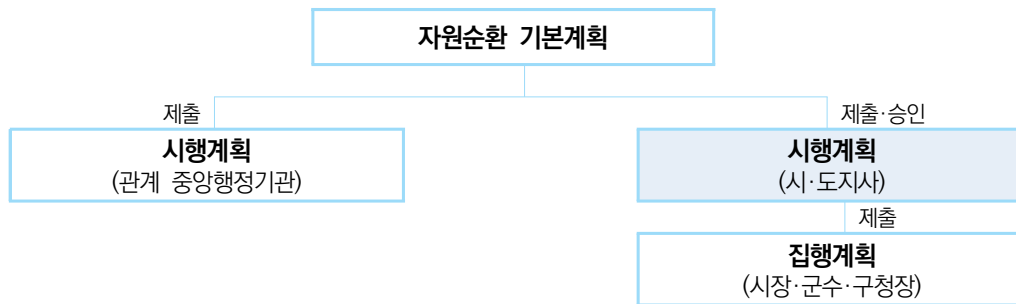 자원순환 기본계획
제출
제출·승인
시행계획
(관계 중앙행정기관)
시행계획
(시·도지사)
제출
집행계획
(시장·군수·구청장)